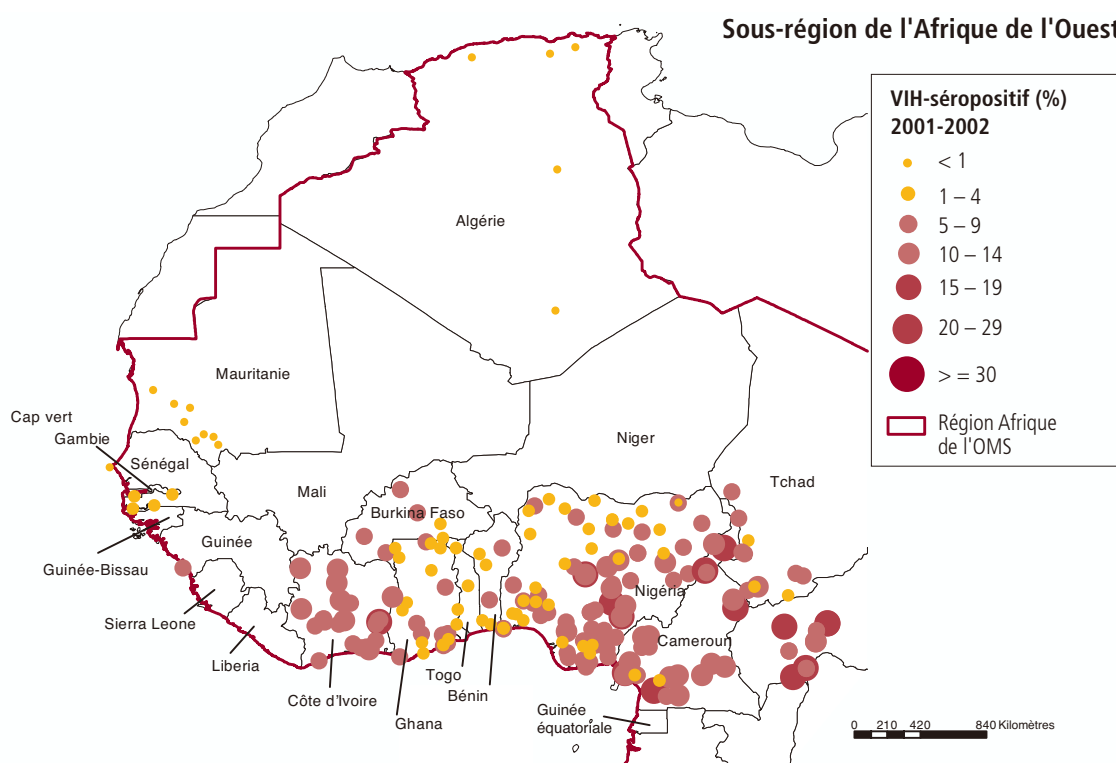 Sous-région de l'Afrique de l'Ouest
VIH-séropositif (%)
2001-2002
< 1
1 – 4
5 – 9
10 – 14
15 – 19
20 – 29
> = 30
Région Afrique
de l'OMS
Algérie
Mauritanie
Cap vert
Gambie
Sénégal
Mali
Niger
Tchad
Burkina Faso
Guinée
Guinée-Bissau
Nigéria
Sierra Leone
Cameroun
Liberia
Togo
Bénin
Côte d'Ivoire
Ghana
Guinée
équatoriale
0 210 420 840 Kilomètres